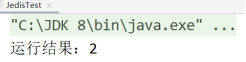 JedisTest ×
"C:\JDK 8\bin\java.exe" ...
运行结果：2